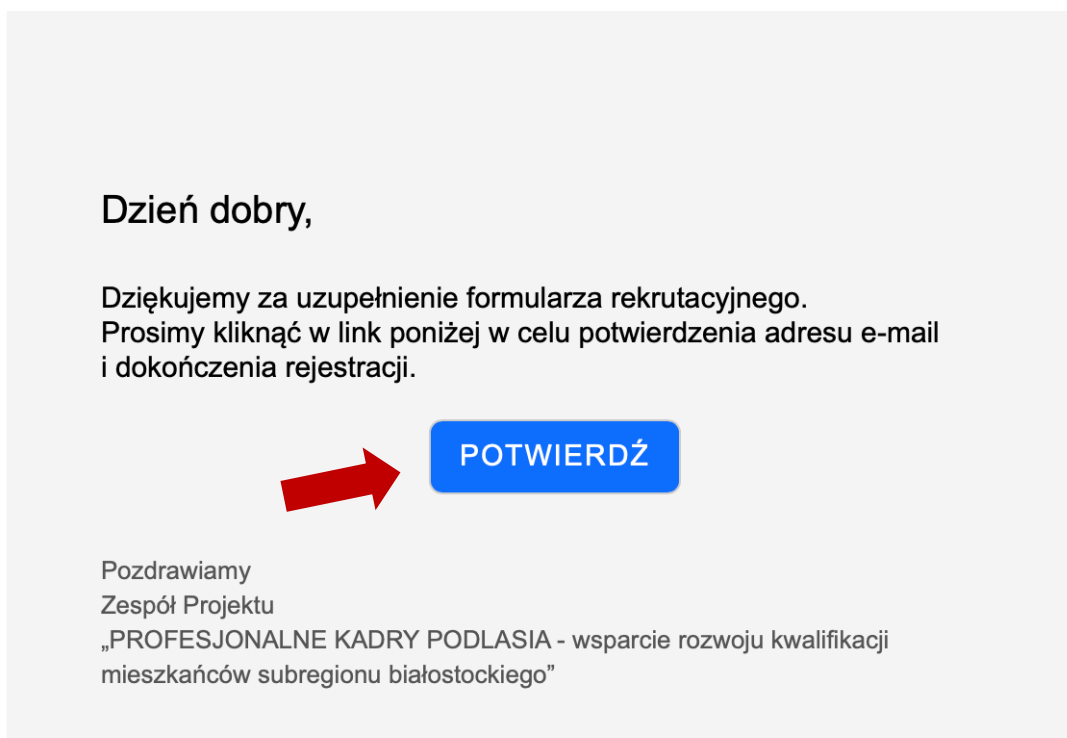 Dzień dobry,
Dziękujemy za uzupełnienie formularza rekrutacyjnego.
Prosimy kliknąć w link poniżej w celu potwierdzenia adresu e-mail
i dokończenia rejestracji.
POTWIERDŹ
Pozdrawiamy
Zespół Projektu
„PROFESJONALNE KADRY PODLASIA - wsparcie rozwoju kwalifikacji
mieszkańców subregionu białostockiego”